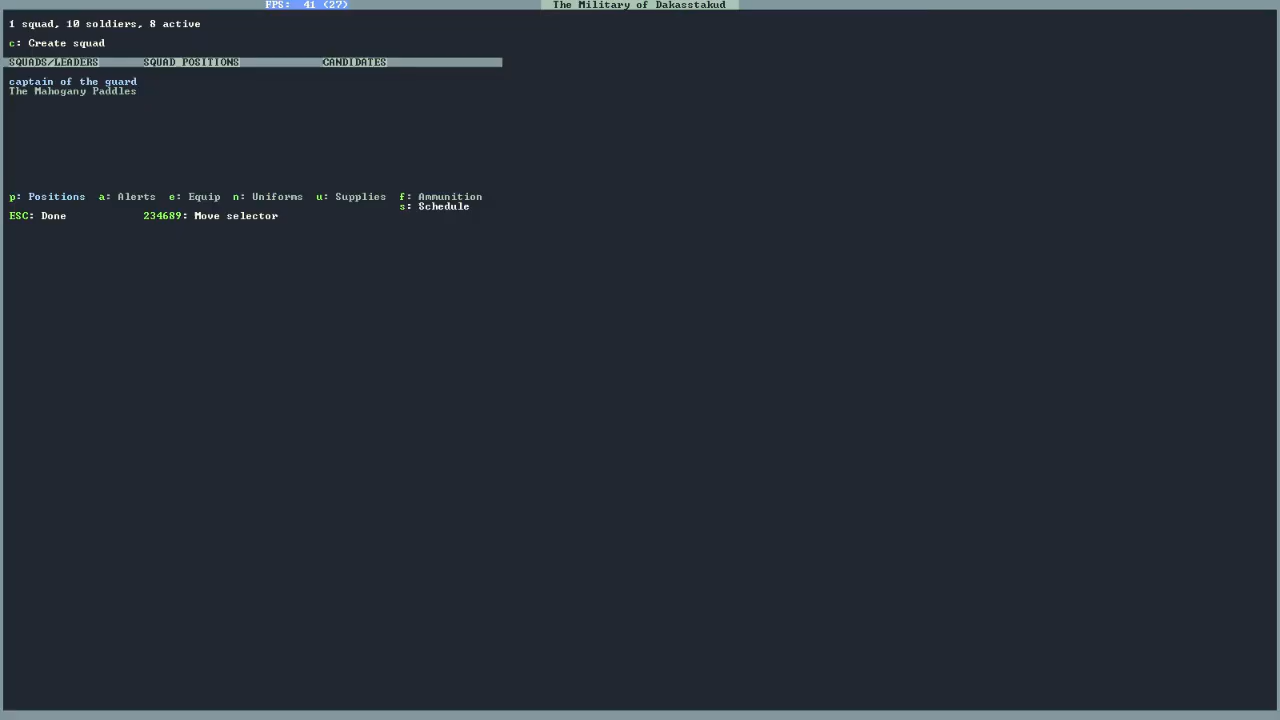 FPS: 41 (27) The Military of Dakasstakud
1 squad, 10 soldiers, 8 active
c: Create squad
SQUADS/LEADERS SQUAD POSITIONS CANDIDATES
captain of the guard
The Mahogany Paddles
p: Positions a: Alerts e: Equip n: Uniforms u: Supplies f: Ammunition
s: Schedule
ESC: Done 234689: Move selector